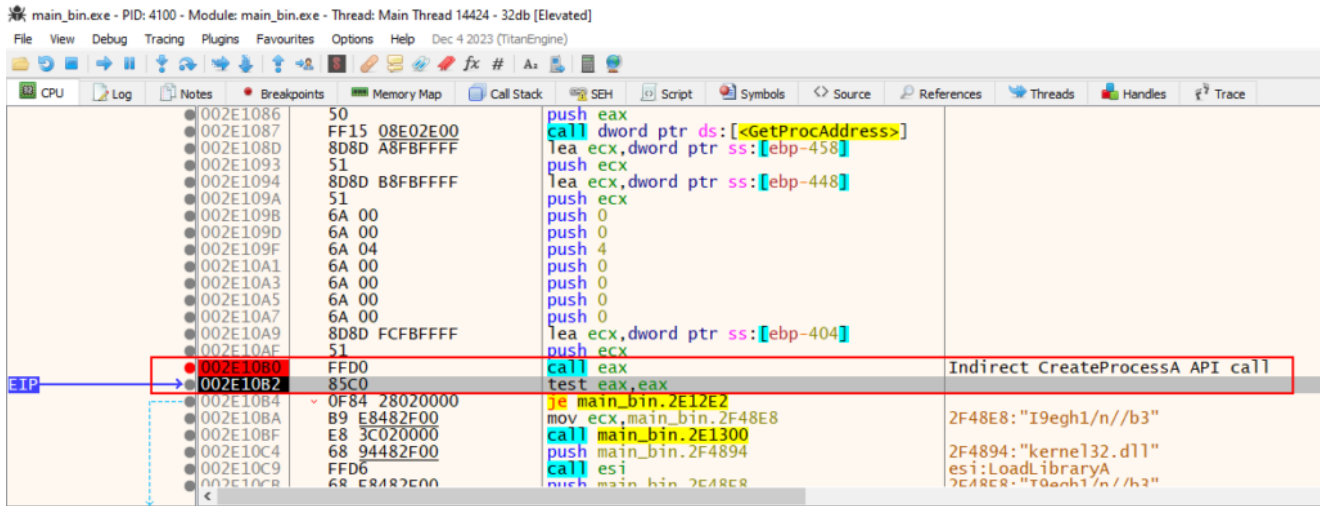 main_bin.exe - PID: 4100 - Module: main_bin.exe - Thread: Main Thread 14424 - 32db [Elevated]
File View Debug Tracing Plugins Favourites Options Help Dec 4 2023 (TitanEngine)
CPU Log Notes Breakpoints Memory Map Call Stack SEH Script Symbols Source References Threads Handles Trace
002E1086 50 push eax
002E1087 FF15 08E02E00 call dword ptr ds:[<GetProcAddress>]
002E108D 8D8D A8FBFFFF lea ecx,dword ptr ss:[ebp-458]
002E1093 51 push ecx
002E1094 8D8D B8FBFFFF lea ecx,dword ptr ss:[ebp-448]
002E109A 51 push ecx
002E109B 6A 00 push 0
002E109D 6A 00 push 0
002E109F 6A 04 push 4
002E10A1 6A 00 push 0
002E10A3 6A 00 push 0
002E10A5 6A 00 push 0
002E10A7 6A 00 push 0
002E10A9 8D8D FCFBFFFF lea ecx,dword ptr ss:[ebp-404]
002E10AF 51 push ecx
002E10B0 FFD0 call eax Indirect CreateProcessA API call
EIP 002E10B2 85C0 test eax,eax
002E10B4 0F84 28020000 je main_bin.2E12E2
002E10BA B9 E8482F00 mov ecx,main_bin.2F48E8 2F48E8:"I9egh1/n//b3"
002E10BF E8 3C020000 call main_bin.2E1300
002E10C4 68 94482F00 push main_bin.2F4894 2F4894:"kernel32.dll"
002E10C9 FFD6 call esi esi:LoadLibraryA
002E10CB 68 E8482F00 push main_bin.2F48E8 2F48E8:"I9egh1/n//b3"